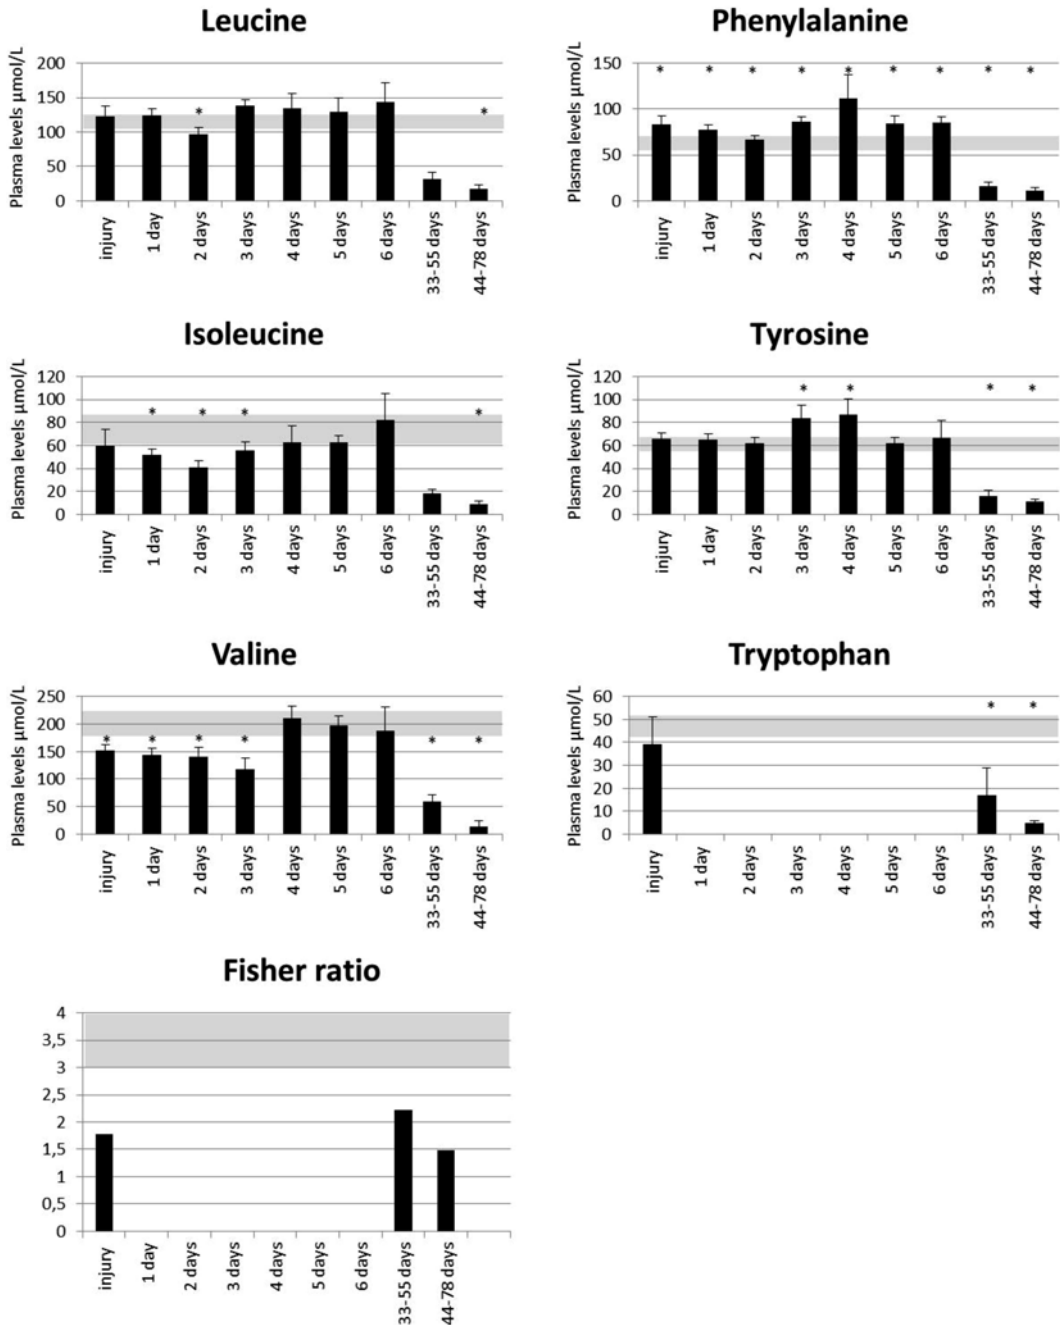 Leucine
Plasma levels µmol/L
200
150
100
50
0
*
*
injury
1 day
2 days
3 days
4 days
5 days
6 days
33-55 days
44-78 days
Phenylalanine
Plasma levels µmol/L
150
100
50
0
* * * * * * * * *
injury
1 day
2 days
3 days
4 days
5 days
6 days
33-55 days
44-78 days
Isoleucine
Plasma levels µmol/L
120
100
80
60
40
20
0
* * * *
injury
1 day
2 days
3 days
4 days
5 days
6 days
33-55 days
44-78 days
Tyrosine
Plasma levels µmol/L
120
100
80
60
40
20
0
* * * *
injury
1 day
2 days
3 days
4 days
5 days
6 days
33-55 days
44-78 days
Valine
Plasma levels µmol/L
250
200
150
100
50
0
* * * * * *
injury
1 day
2 days
3 days
4 days
5 days
6 days
33-55 days
44-78 days
Tryptophan
Plasma levels µmol/L
60
50
40
30
20
10
0
* *
injury
1 day
2 days
3 days
4 days
5 days
6 days
33-55 days
44-78 days
Fisher ratio
4
3,5
3
2,5
2
1,5
1
0,5
0
injury
1 day
2 days
3 days
4 days
5 days
6 days
33-55 days
44-78 days